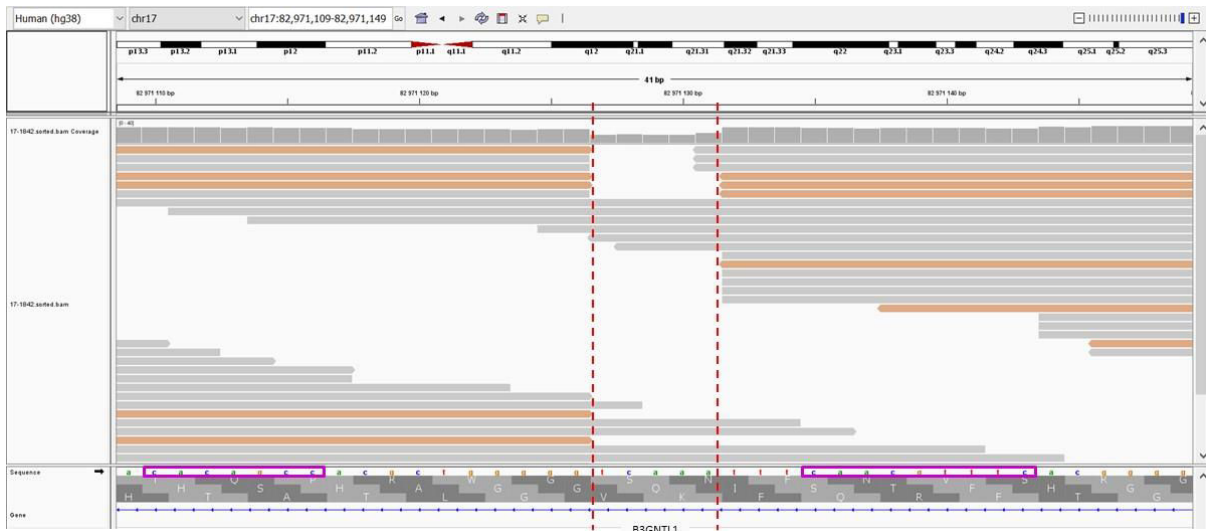 Human (hg38) chr17 chr17:82,971,109-82,971,149 Go
p13.3 p13.2 p13.1 p12 p11.2 p11.1 q11.1 q11.2 q12 q21.1 q21.31 q21.32 q21.33 q22 q23.1 q23.3 q24.2 q24.3 q25.1 q25.2 q25.3
41 bp
82 971 110 bp 82 971 120 bp 82 971 130 bp 82 971 140 bp
17-1842.sorted.bam Coverage
17-1842.sorted.bam
Sequence a c a c a g c c a c g c t g g g g t c a a a t t t c a a c g t t t c a c g g g g
Gene
B3GNTL1